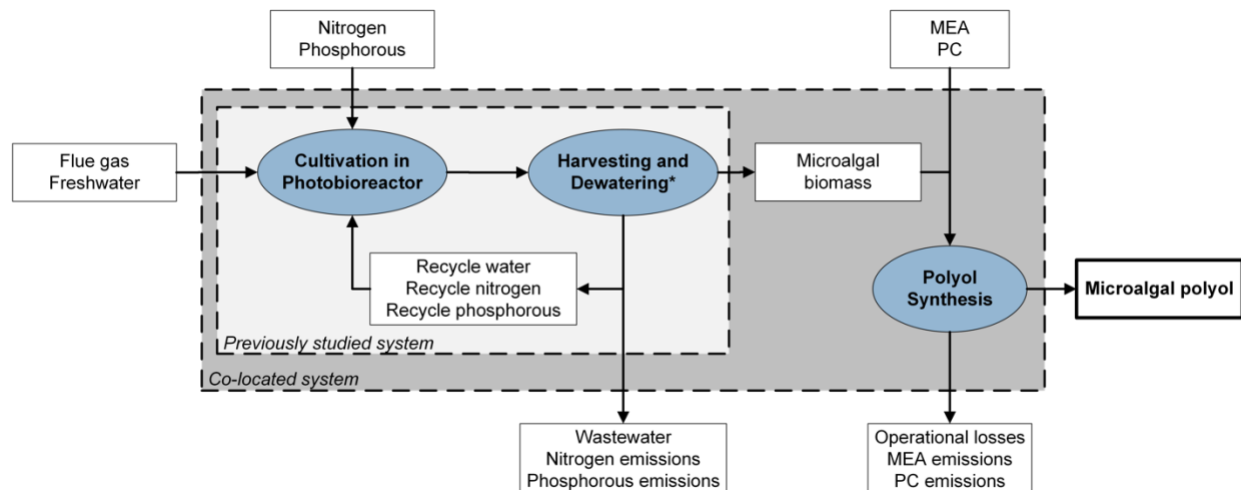 Nitrogen
Phosphorous
MEA
PC
Flue gas
Freshwater
Cultivation in
Photobioreactor
Harvesting and
Dewatering*
Microalgal
biomass
Recycle water
Recycle nitrogen
Recycle phosphorous
Polyol
Synthesis
Microalgal polyol
Previously studied system
Co-located system
Wastewater
Nitrogen emissions
Phosphorous emissions
Operational losses
MEA emissions
PC emissions